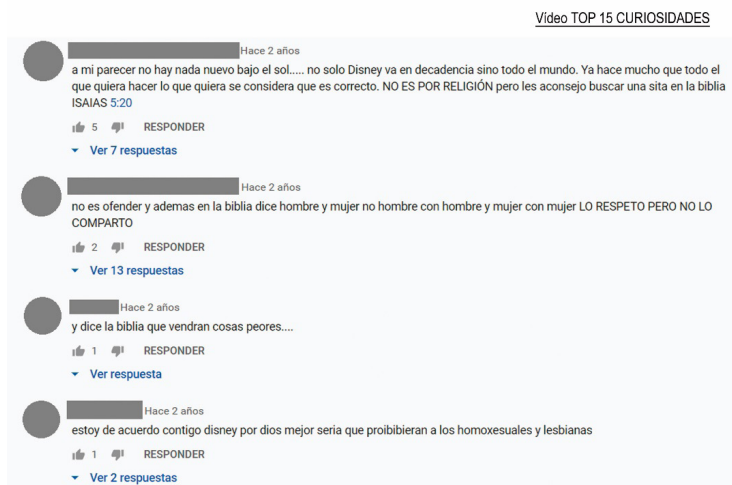 Vídeo TOP 15 CURIOSIDADES
Hace 2 años
a mi parecer no hay nada nuevo bajo el sol..... no solo Disney va en decadencia sino todo el mundo. Ya hace mucho que todo el
que quiera hacer lo que quiera se considera que es correcto. NO ES POR RELIGIÓN pero les aconsejo buscar una sita en la biblia
ISAIAS 5:20
5 RESPONDER
Ver 7 respuestas
Hace 2 años
no es ofender y ademas en la biblia dice hombre y mujer no hombre con hombre y mujer con mujer LO RESPETO PERO NO LO
COMPARTO
2 RESPONDER
Ver 13 respuestas
Hace 2 años
y dice la biblia que vendran cosas peores....
1 RESPONDER
Ver respuesta
Hace 2 años
estoy de acuerdo contigo disney por dios mejor seria que proibibieran a los homoxesuales y lesbianas
1 RESPONDER
Ver 2 respuestas